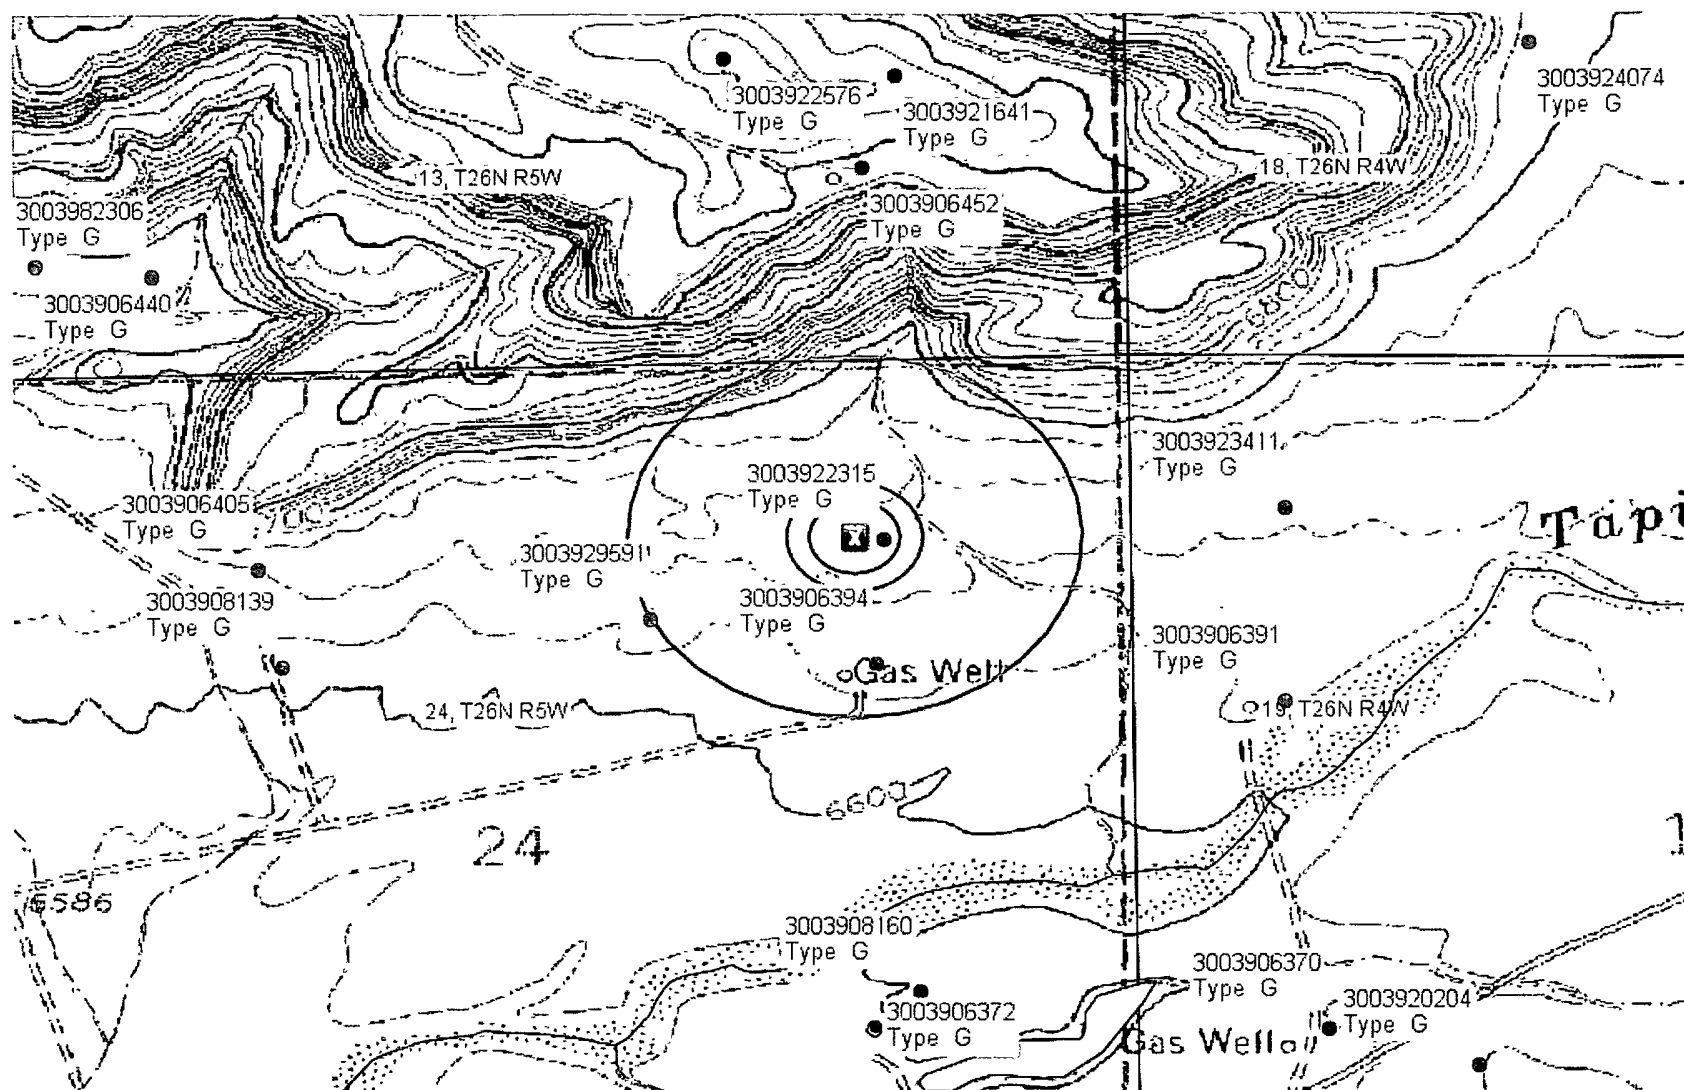 3003924074
Type G
3003922576
Type G
3003921641
Type G
13, T26N R5W
18, T26N R4W
3003982306
Type G
3003906452
Type G
3003906440
Type G
6800
3003923411
Type G
3003922315
Type G
3003906405
Type G
Tapi
3003929591
Type G
3003908139
Type G
3003906394
Type G
3003906391
Type G
Gas Well
24, T26N R5W
19, T26N R4W
6600
24
1
6586
3003908160
Type G
3003906370
Type G
3003906372
Type G
3003920204
Type G
Gas Well